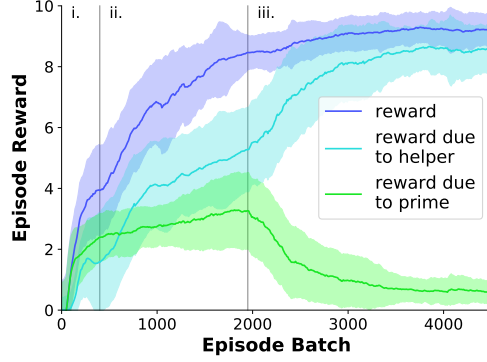 i.
ii.
iii.
10
8
6
4
2
0
Episode Reward
reward
reward due
to helper
reward due
to prime
0
1000
2000
3000
4000
Episode Batch